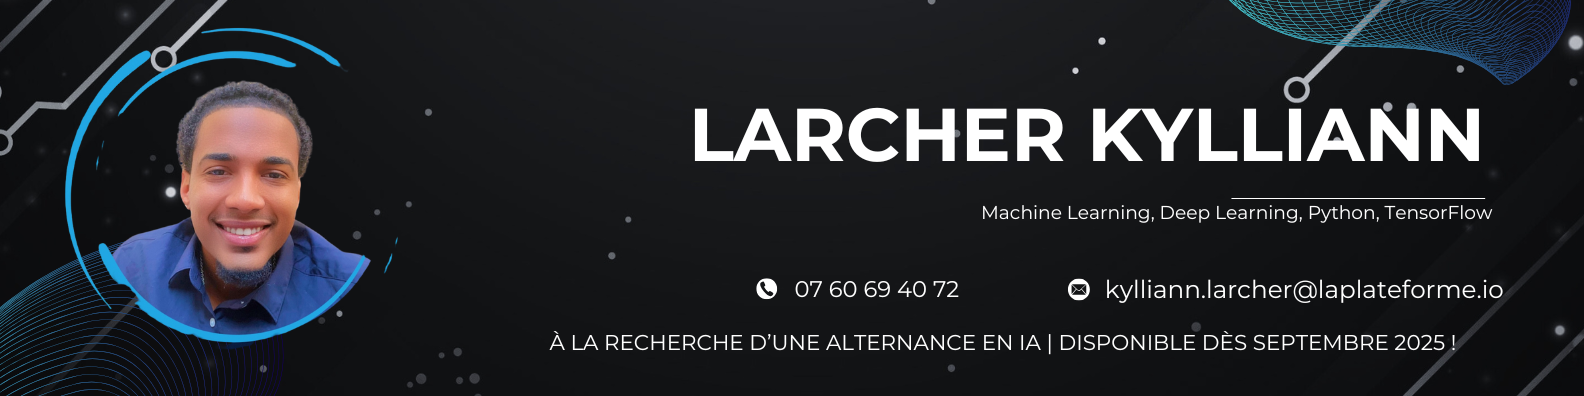 LARCHER KYLLIANN
Machine Learning, Deep Learning, Python, TensorFlow
07 60 69 40 72
kylliann.larcher@laplateforme.io
À LA RECHERCHE D’UNE ALTERNANCE EN IA | DISPONIBLE DÈS SEPTEMBRE 2025 !